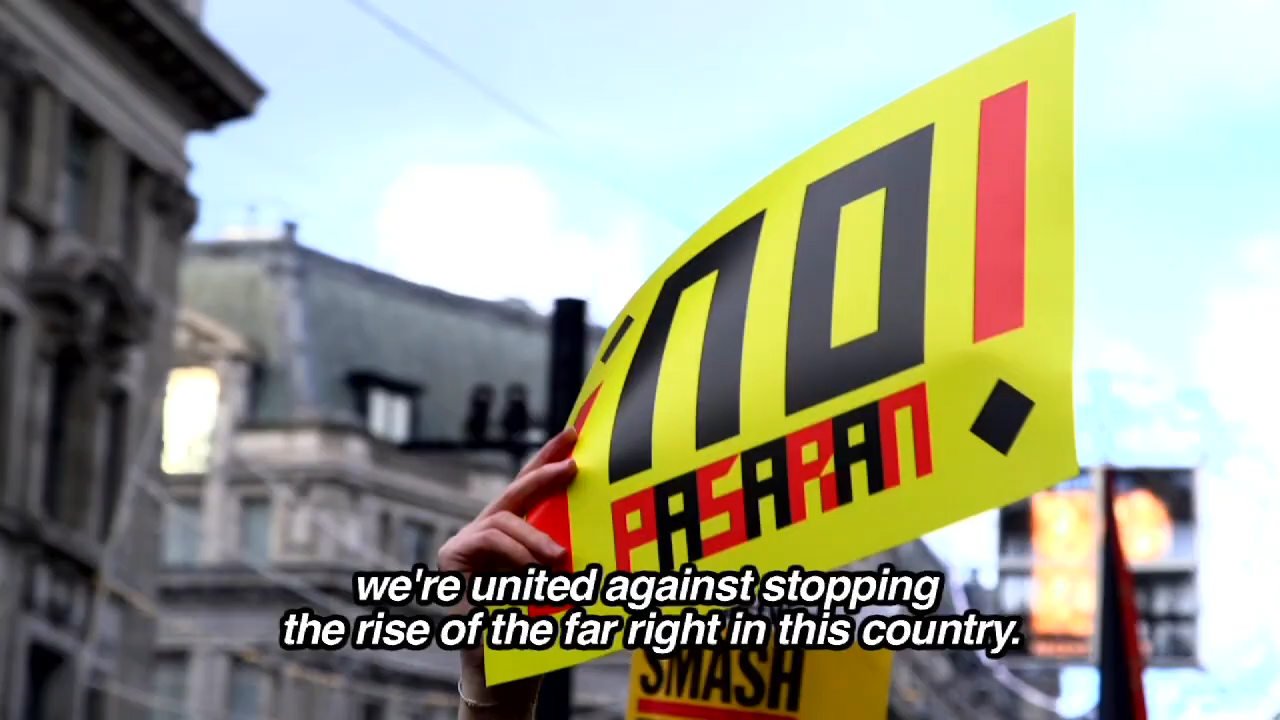 ¡NO!
PASARAN
we're united against stopping
the rise of the far right in this country.
SMASH